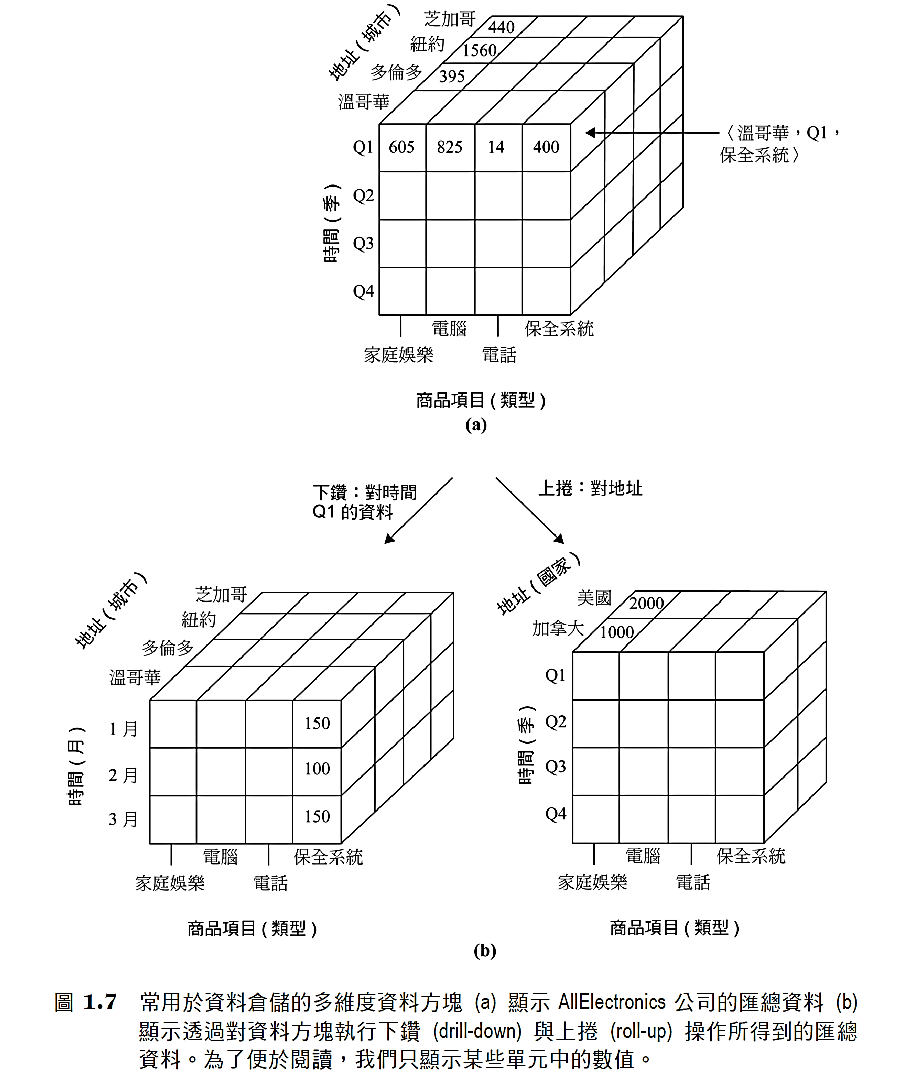 地址 ( 城市 )
芝加哥 440
紐約 1560
多倫多 395
溫哥華
Q1 605 825 14 400
〈溫哥華，Q1，
保全系統〉
Q2
時間 ( 季 )
Q3
Q4
電腦 保全系統
家庭娛樂 電話
商品項目 ( 類型 )
(a)
下鑽：對時間
Q1 的資料
上捲：對地址
地址 ( 城市 )
芝加哥
紐約
多倫多
溫哥華
1 月 150
2 月 100
3 月 150
時間 ( 月 )
電腦 保全系統
家庭娛樂 電話
商品項目 ( 類型 )
地址 ( 國家 )
美國 2000
加拿大 1000
Q1
Q2
時間 ( 季 )
Q3
Q4
電腦 保全系統
家庭娛樂 電話
商品項目 ( 類型 )
(b)
圖 1.7 常用於資料倉儲的多維度資料方塊 (a) 顯示 AllElectronics 公司的匯總資料 (b)
顯示透過對資料方塊執行下鑽 (drill-down) 與上捲 (roll-up) 操作所得到的匯總
資料。為了便於閱讀，我們只顯示某些單元中的數值。